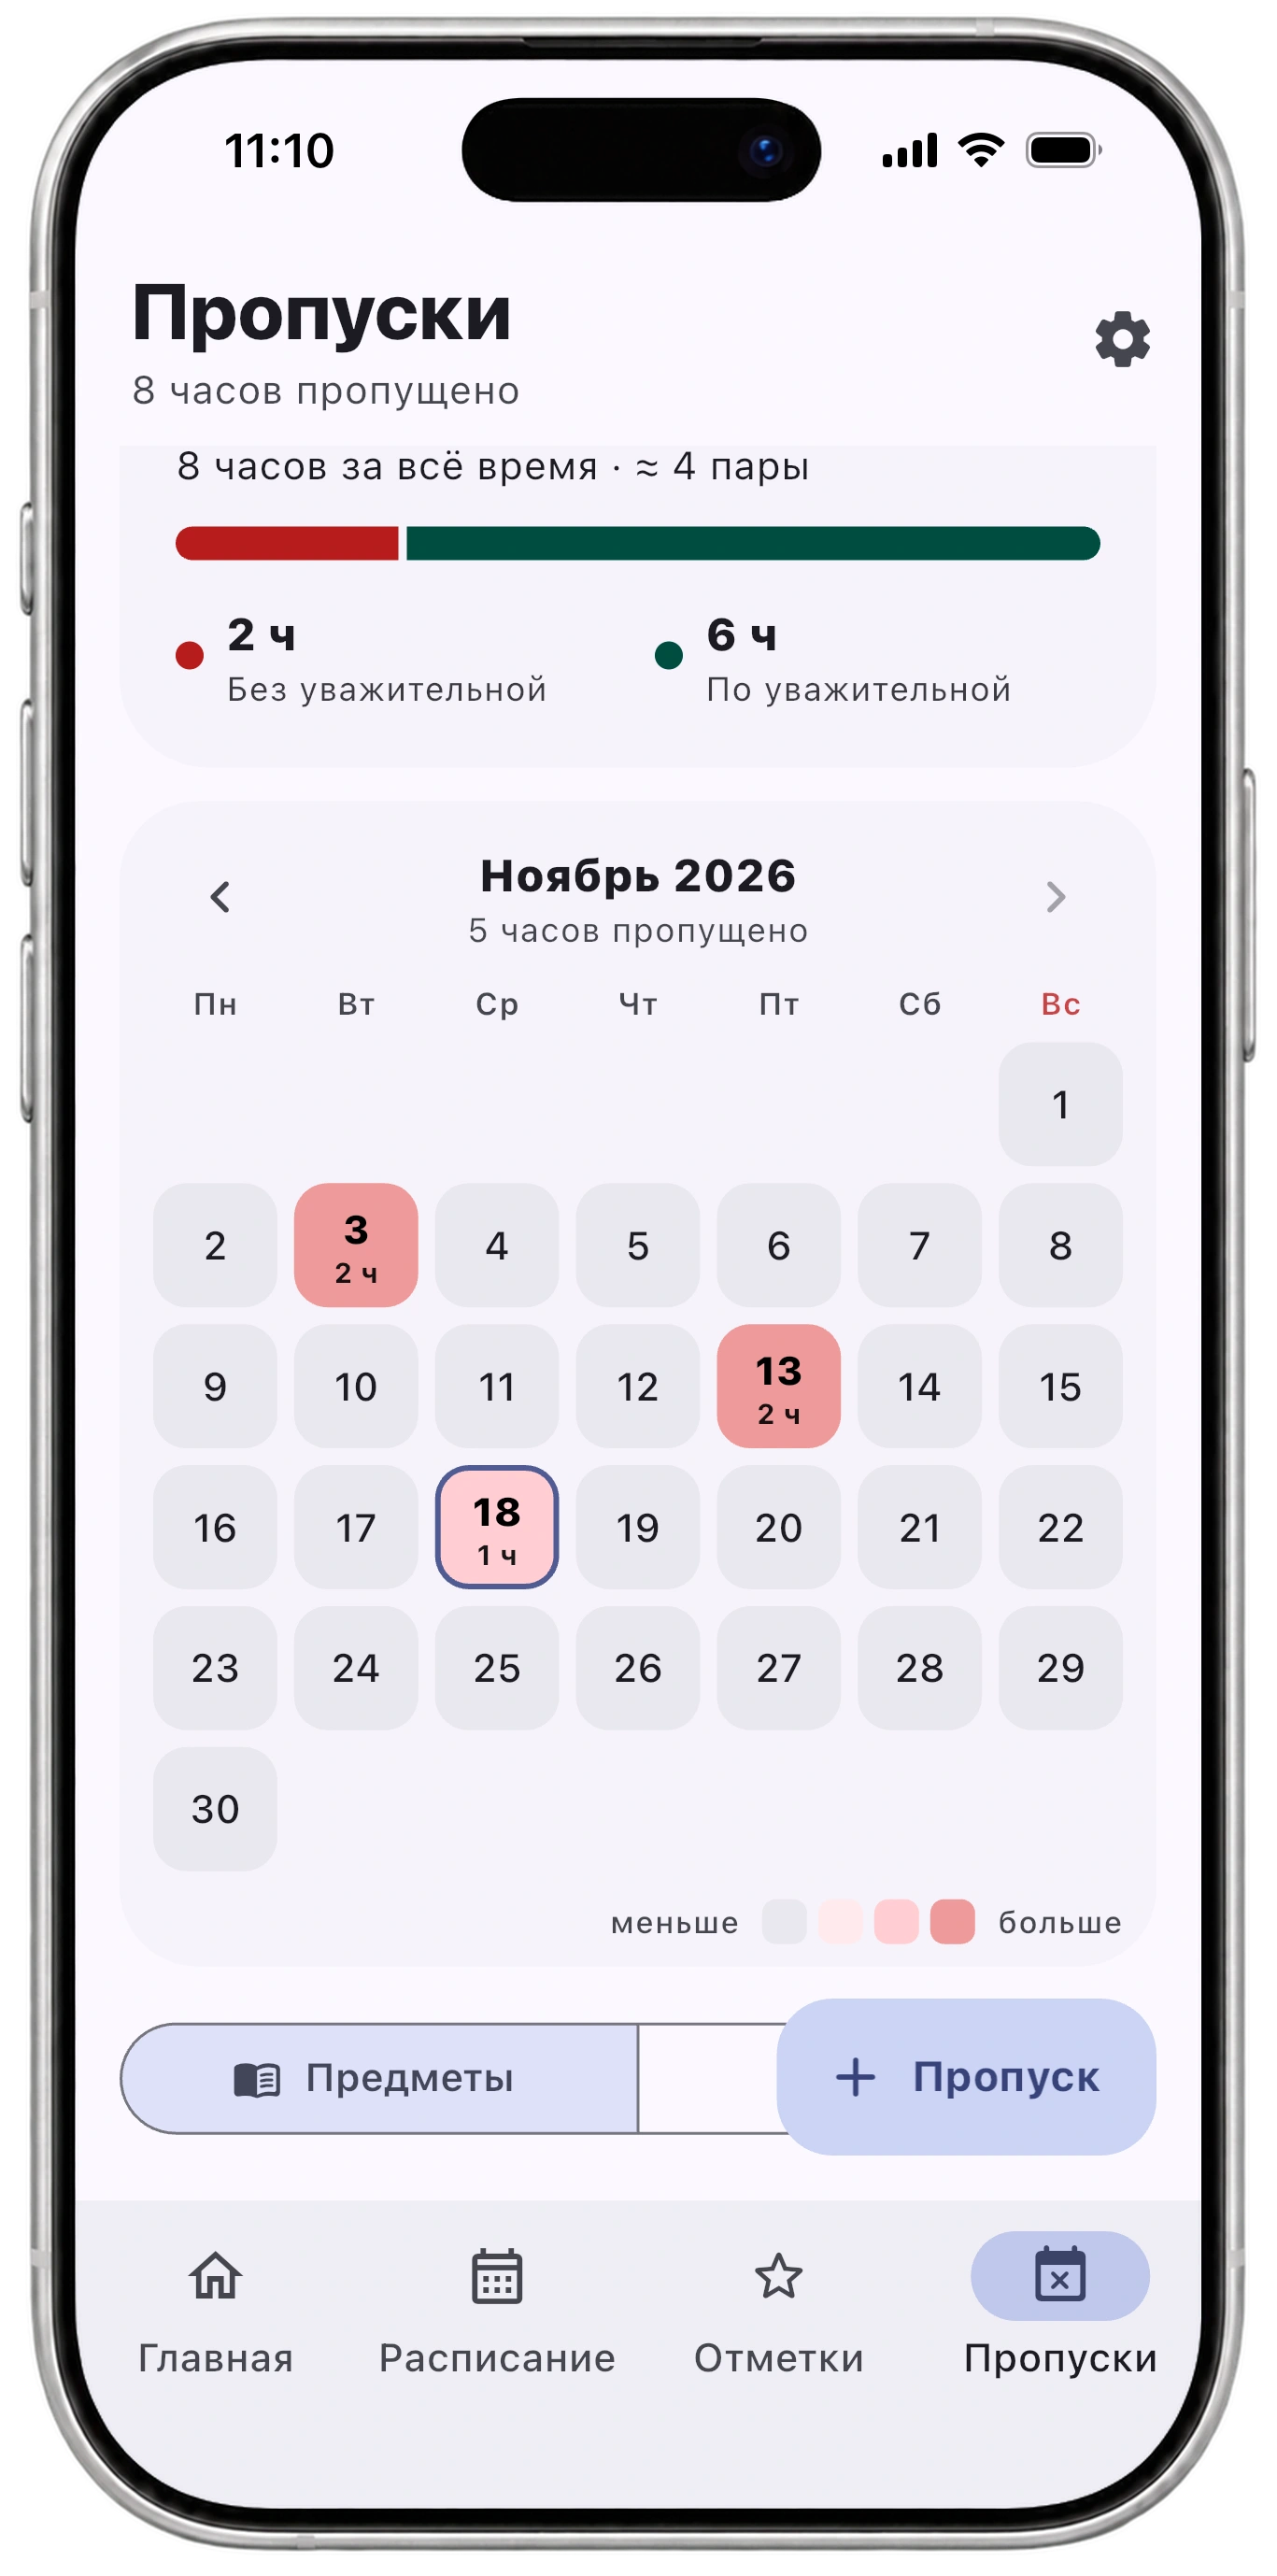 11:10
Пропуски
8 часов пропущено
8 часов за всё время · ≈ 4 пары
2 ч
Без уважительной
6 ч
По уважительной
Ноябрь 2026
5 часов пропущено
Пн Вт Ср Чт Пт Сб Вс
1
2 3 4 5 6 7 8
2 ч
9 10 11 12 13 14 15
2 ч
16 17 18 19 20 21 22
1 ч
23 24 25 26 27 28 29
30
меньше больше
Предметы
+ Пропуск
Главная Расписание Отметки Пропуски